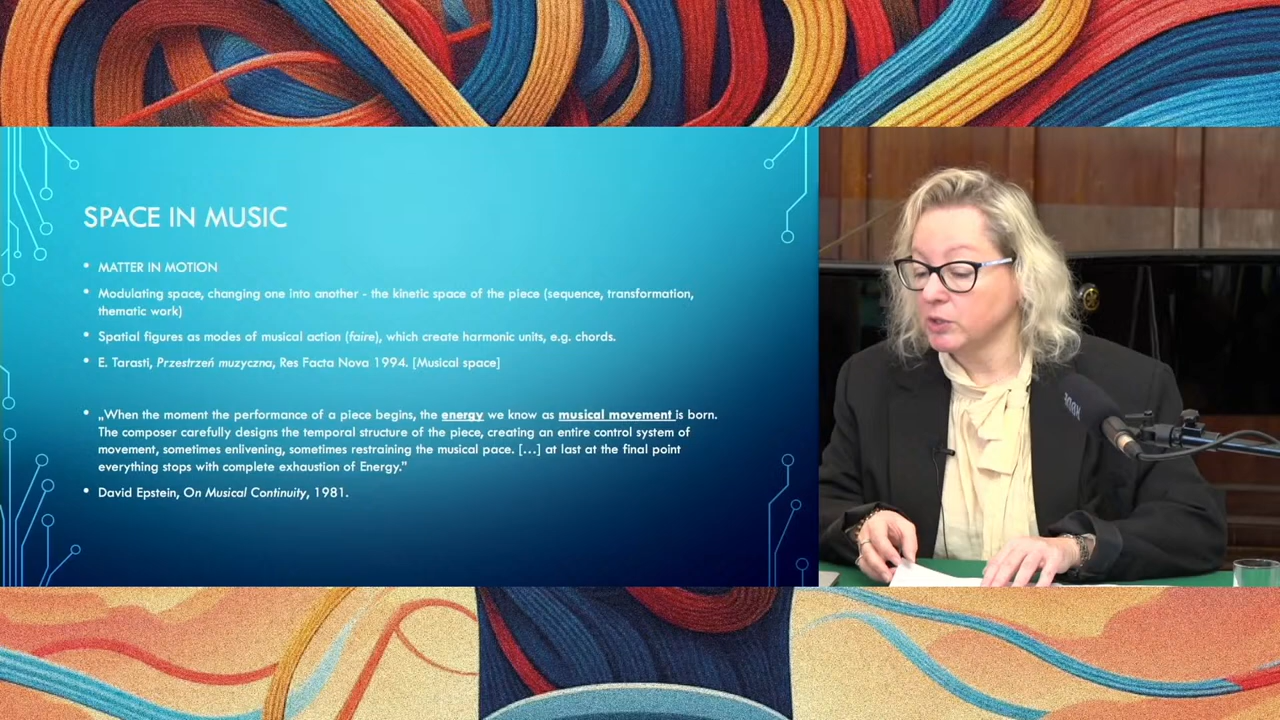 SPACE IN MUSIC
• MATTER IN MOTION
• Modulating space, changing one into another - the kinetic space of the piece (sequence, transformation,
thematic work)
• Spatial figures as modes of musical action (faire), which create harmonic units, e.g. chords.
• E. Tarasti, Przestrzeń muzyczna, Res Facta Nova 1994. [Musical space]
• „When the moment the performance of a piece begins, the energy we know as musical movement is born.
The composer carefully designs the temporal structure of the piece, creating an entire control system of
movement, sometimes enlivening, sometimes restraining the musical pace. [...] at last at the final point
everything stops with complete exhaustion of Energy."
• David Epstein, On Musical Continuity, 1981.